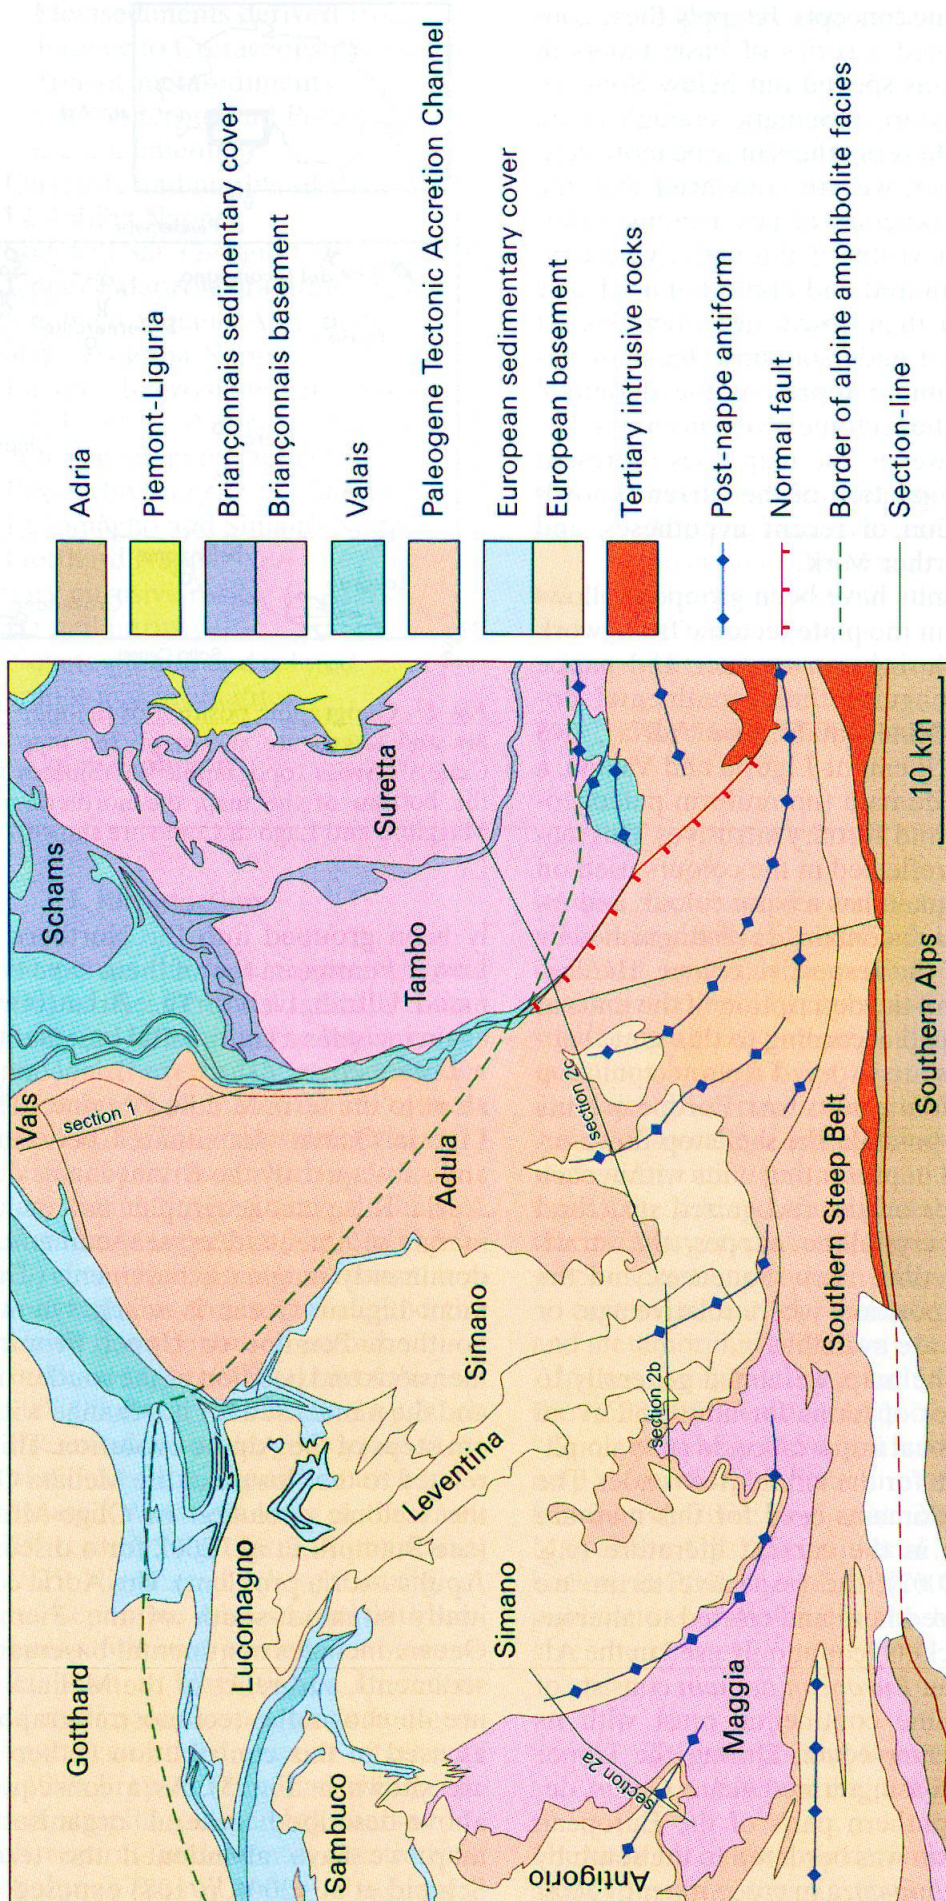 Gotthard
Vals
Schams
section 1
Lucomagno
Sambuco
Suretta
Tambo
Adula
Simano
Leventina
Simano
section 2c
section 2b
section 2a
Antigorio
Maggia
Southern Steep Belt
Southern Alps
10 km
Adria
Piemont-Liguria
Briançonnais sedimentary cover
Briançonnais basement
Valais
Paleogene Tectonic Accretion Channel
European sedimentary cover
European basement
Tertiary intrusive rocks
Post-nappe antiform
Normal fault
Border of alpine amphibolite facies
Section-line